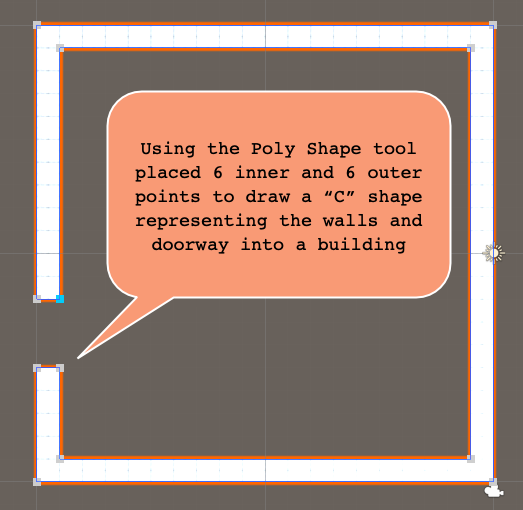 Using the Poly Shape tool
placed 6 inner and 6 outer
points to draw a “C” shape
representing the walls and
doorway into a building